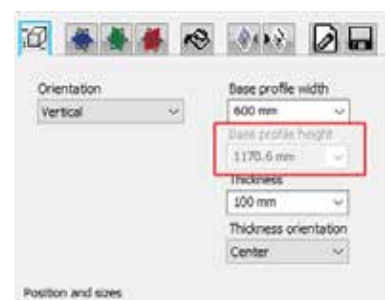 Orientation
Vertical
Base profile width
600 mm
Base profile height
1170.6 mm
Thickness
100 mm
Thickness orientation
Center
Position and sizes